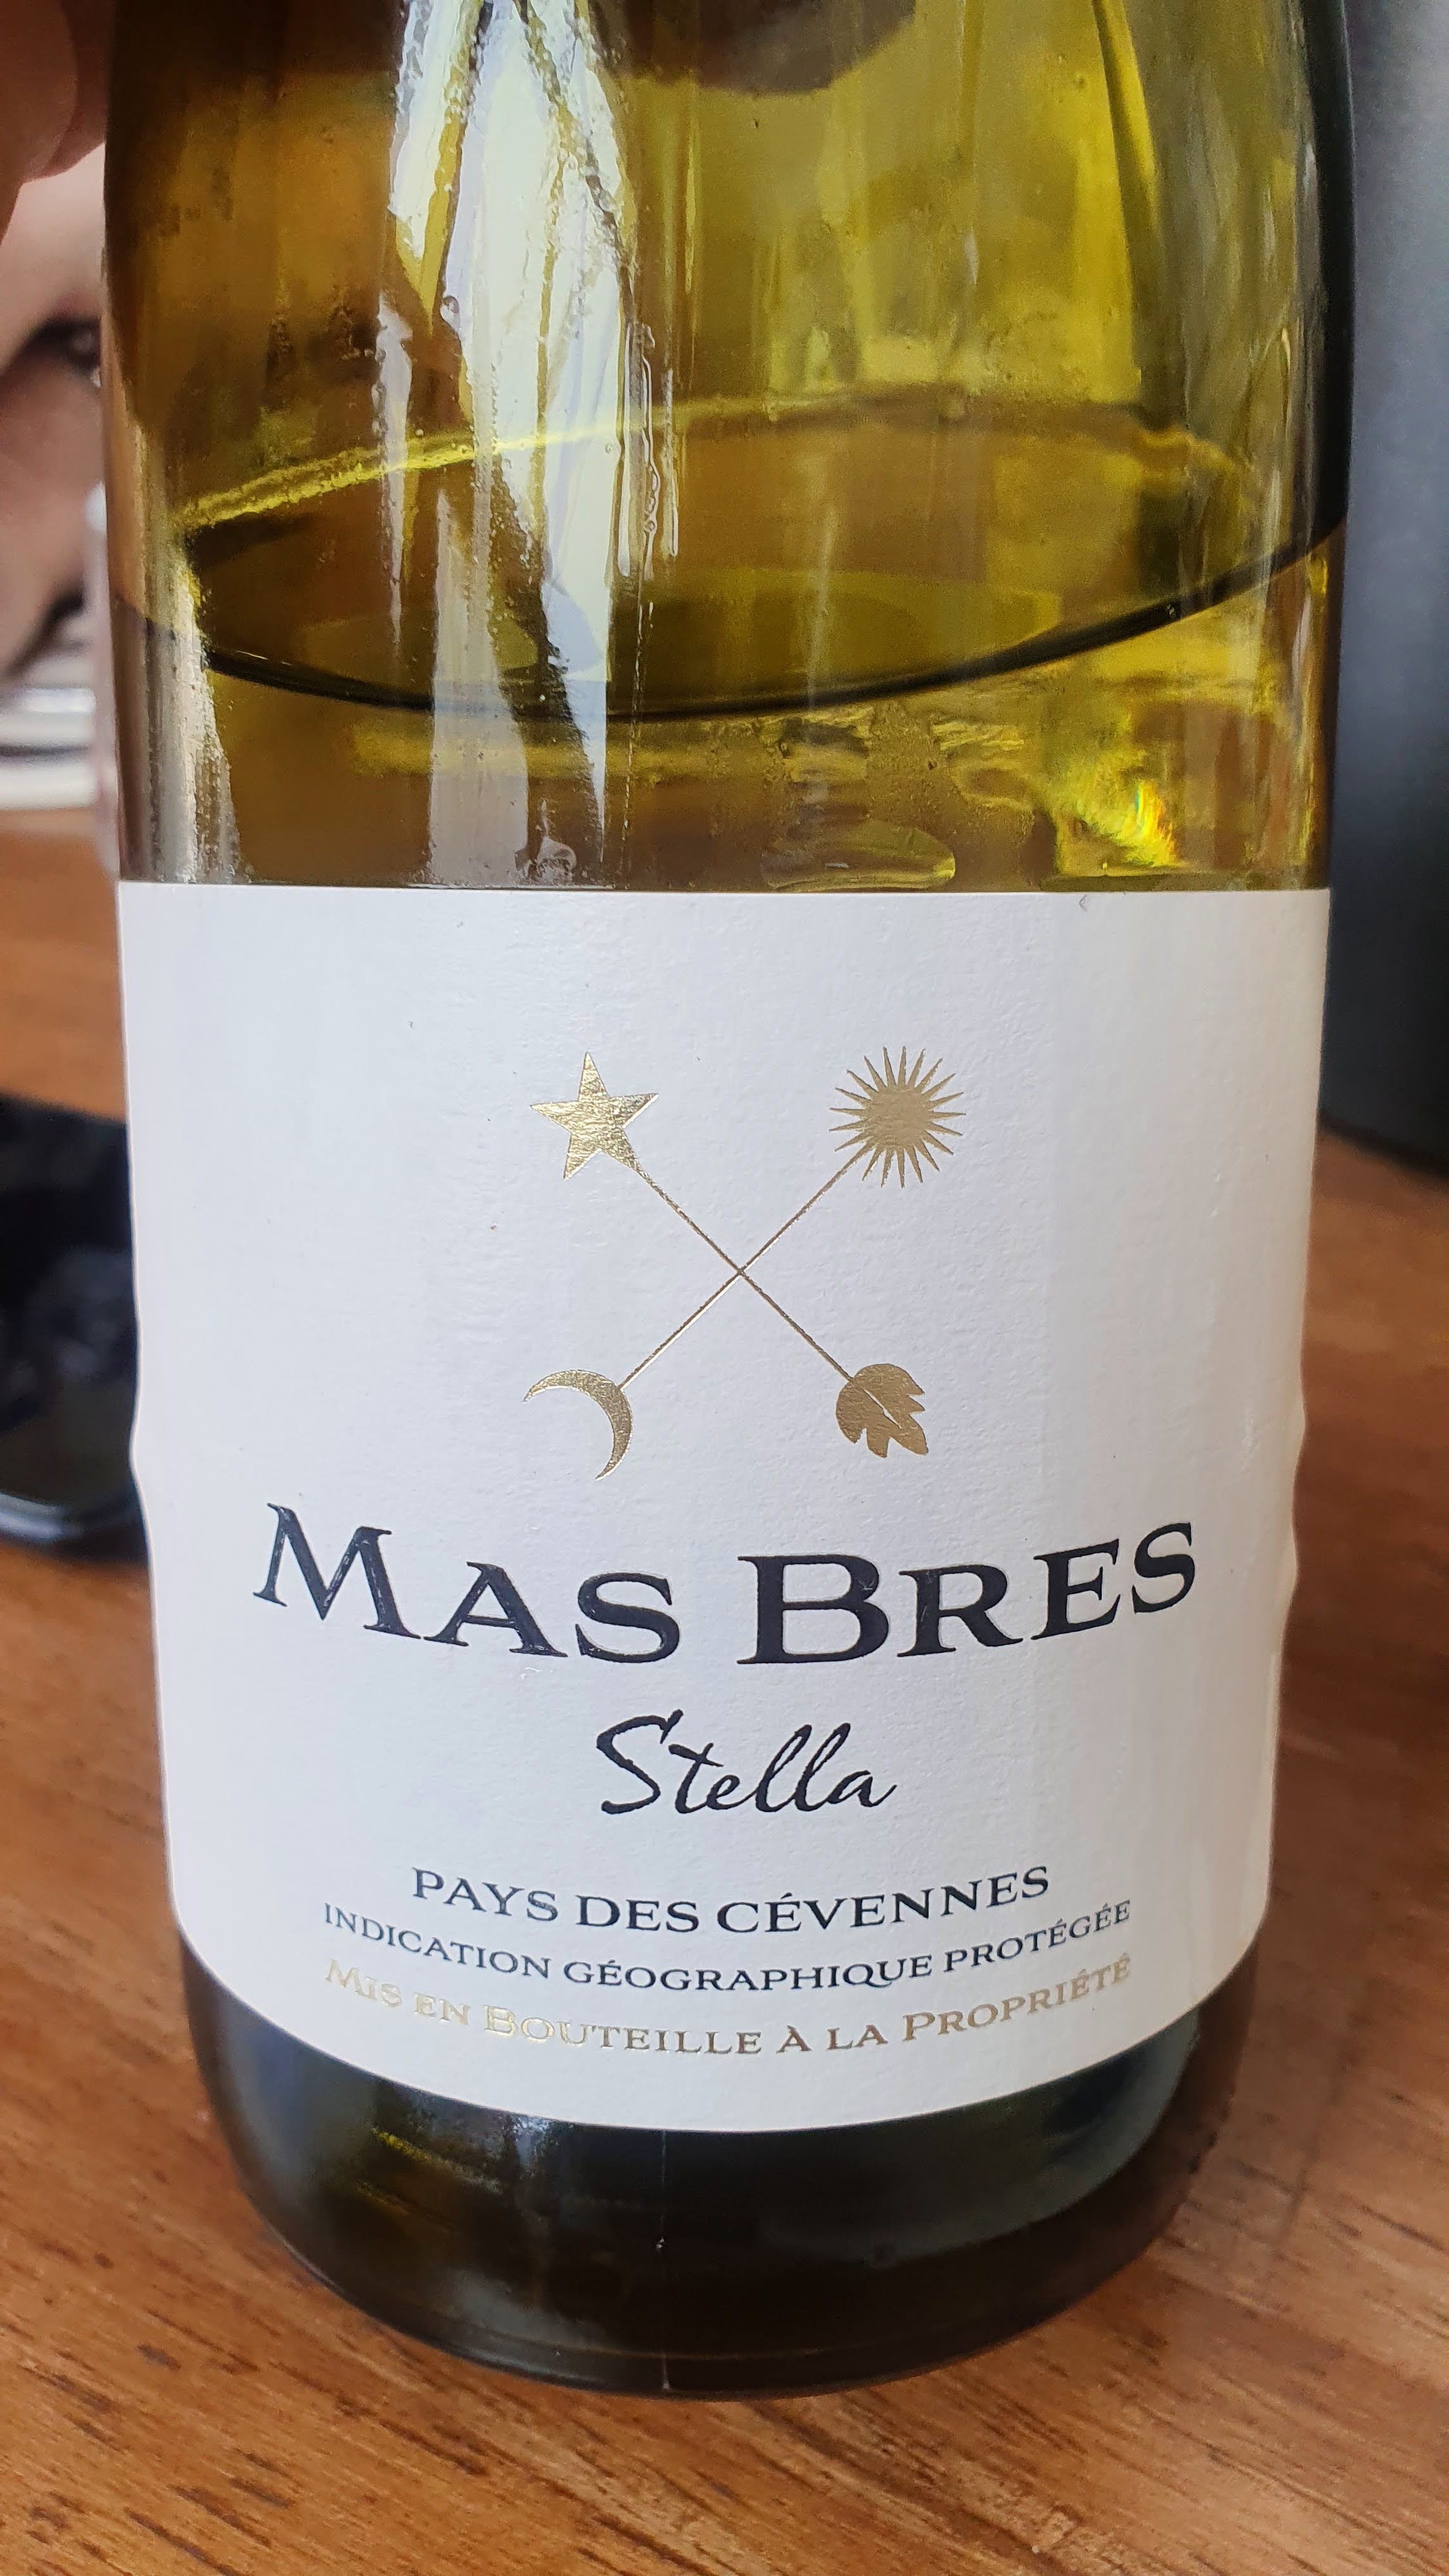 MAS BRES
Stella
PAYS DES CÉVENNES
INDICATION GÉOGRAPHIQUE PROTÉGÉE
MIS EN BOUTEILLE À LA PROPRIÉTÉ